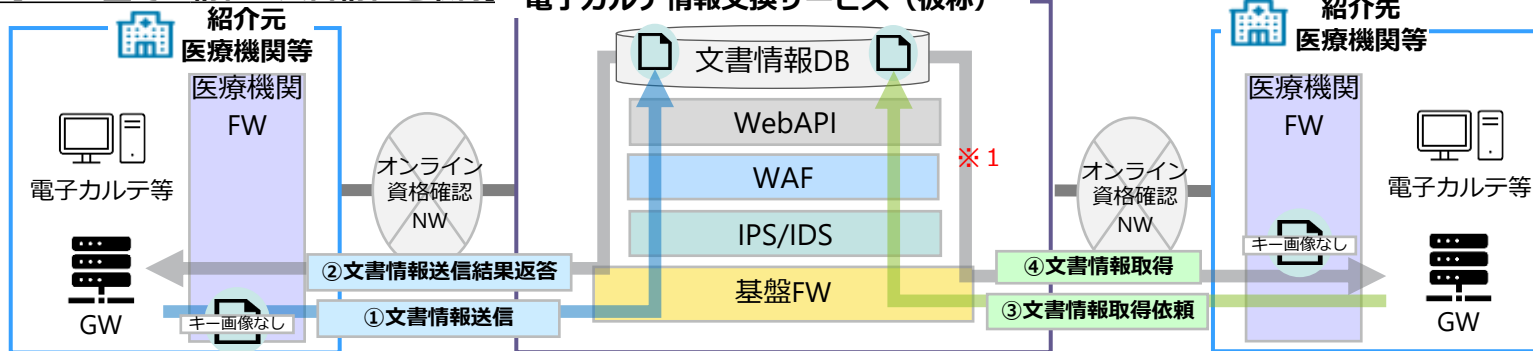 電子カルテ情報交換サービス（仮称）
紹介元
医療機関等
紹介先
医療機関等
医療機関
FW
電子カルテ等
GW
キー画像なし
オンライン
資格確認
NW
②文書情報送信結果返答
①文書情報送信
文書情報DB
WebAPI
WAF
IPS/IDS
基盤FW
※１
オンライン
資格確認
NW
④文書情報取得
③文書情報取得依頼
医療機関
FW
キー画像なし
電子カルテ等
GW